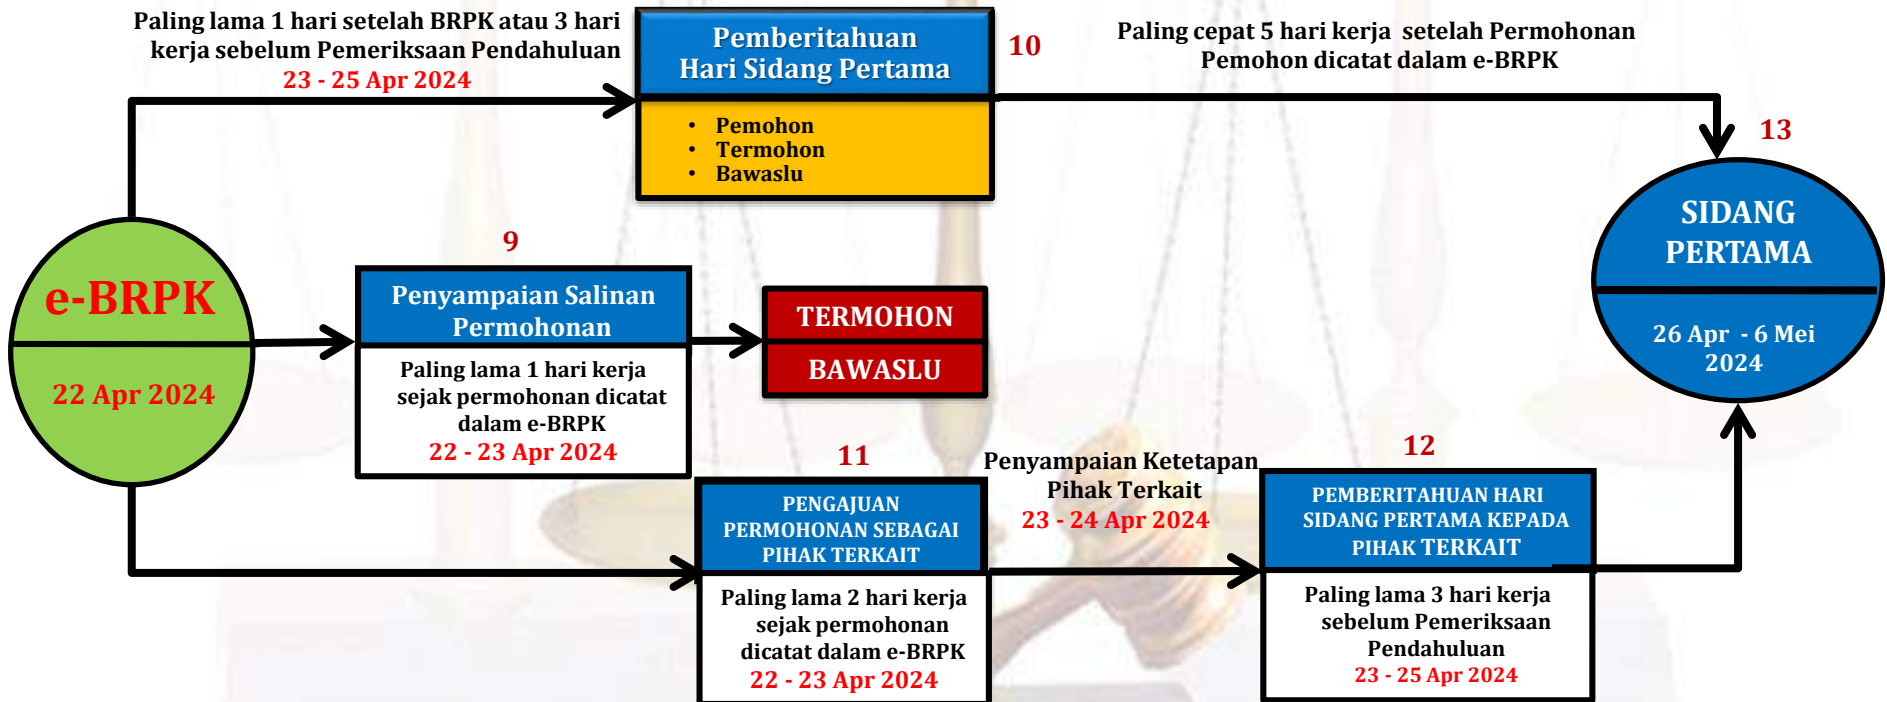 Paling lama 1 hari setelah BRPK atau 3 hari
kerja sebelum Pemeriksaan Pendahuluan
23 - 25 Apr 2024
Pemberitahuan
Hari Sidang Pertama
• Pemohon
• Termohon
• Bawaslu
10
Paling cepat 5 hari kerja setelah Permohonan
Pemohon dicatat dalam e-BRPK
13
SIDANG
PERTAMA
26 Apr - 6 Mei
2024
e-BRPK
22 Apr 2024
9
Penyampaian Salinan
Permohonan
Paling lama 1 hari kerja
sejak permohonan dicatat
dalam e-BRPK
22 - 23 Apr 2024
TERMOHON
BAWASLU
11
PENGAJUAN
PERMOHONAN SEBAGAI
PIHAK TERKAIT
Paling lama 2 hari kerja
sejak permohonan
dicatat dalam e-BRPK
22 - 23 Apr 2024
Penyampaian Ketetapan
Pihak Terkait
23 - 24 Apr 2024
12
PEMBERITAHUAN HARI
SIDANG PERTAMA KEPADA
PIHAK TERKAIT
Paling lama 3 hari kerja
sebelum Pemeriksaan
Pendahuluan
23 - 25 Apr 2024